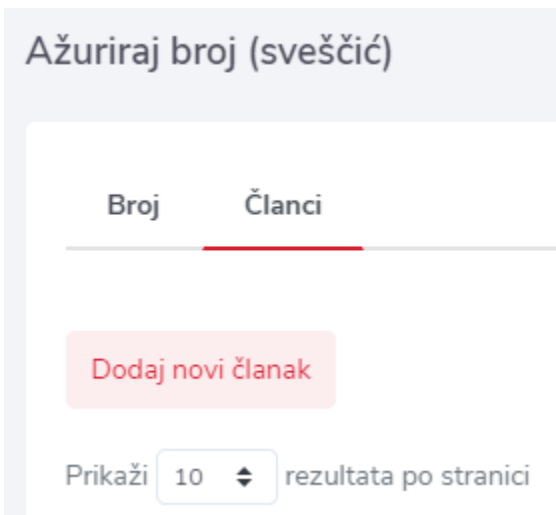 Ažuriraj broj (sveščić)
Broj Članci
Dodaj novi članak
Prikaži 10 rezultata po stranici